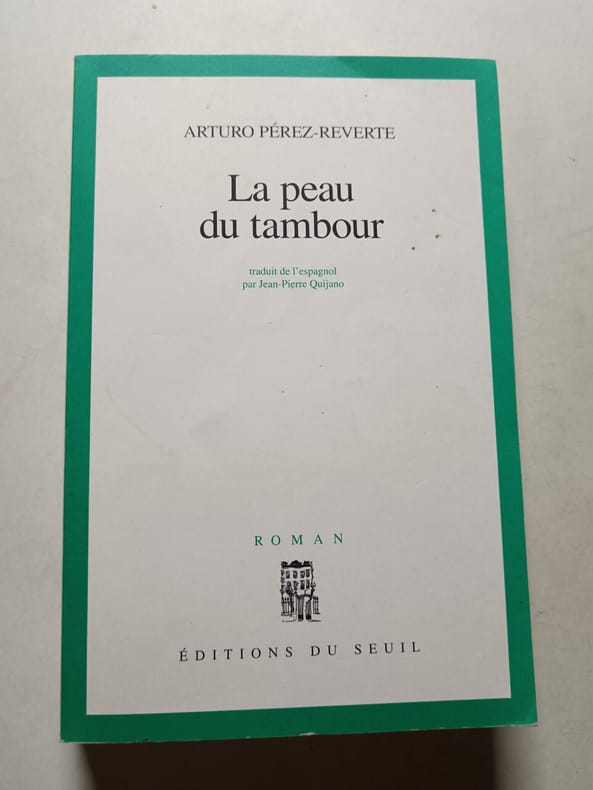 ARTURO PÉREZ-REVERTE
La peau
du tambour
traduit de l'espagnol
par Jean-Pierre Quijano
ROMAN
ÉDITIONS DU SEUIL